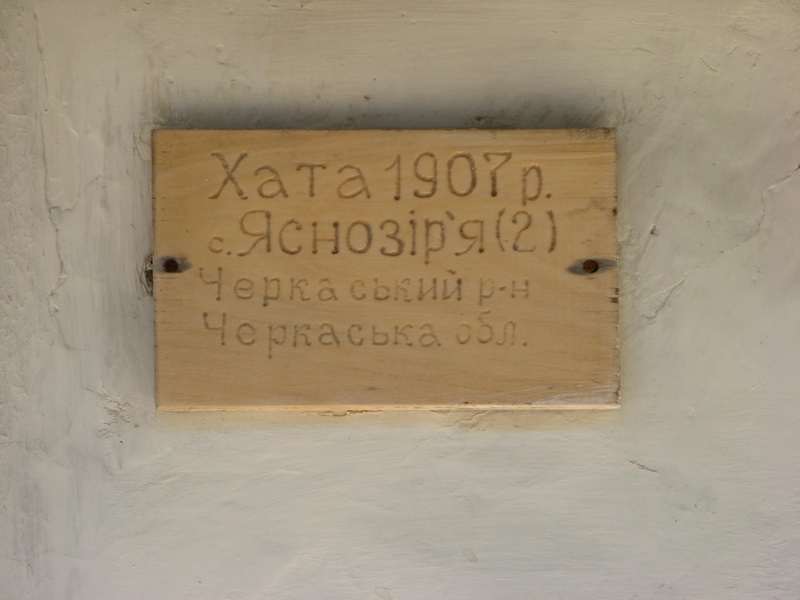 Хата 1907 р.
с. Яснозір'я (2)
Черкаський р-н
Черкаська обл.